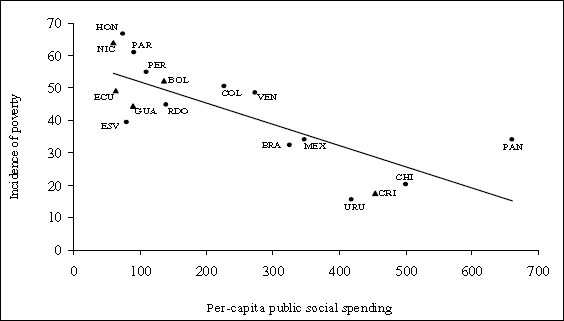 70
HON
NIC
PAR
60
PER
BOL
50
ECU
COL
VEN
GUA
RDO
40
ESV
BRA
MEX
PAN
30
CHI
20
CRI
URU
10
0
0 100 200 300 400 500 600 700
Incidence of poverty
Per-capita public social spending